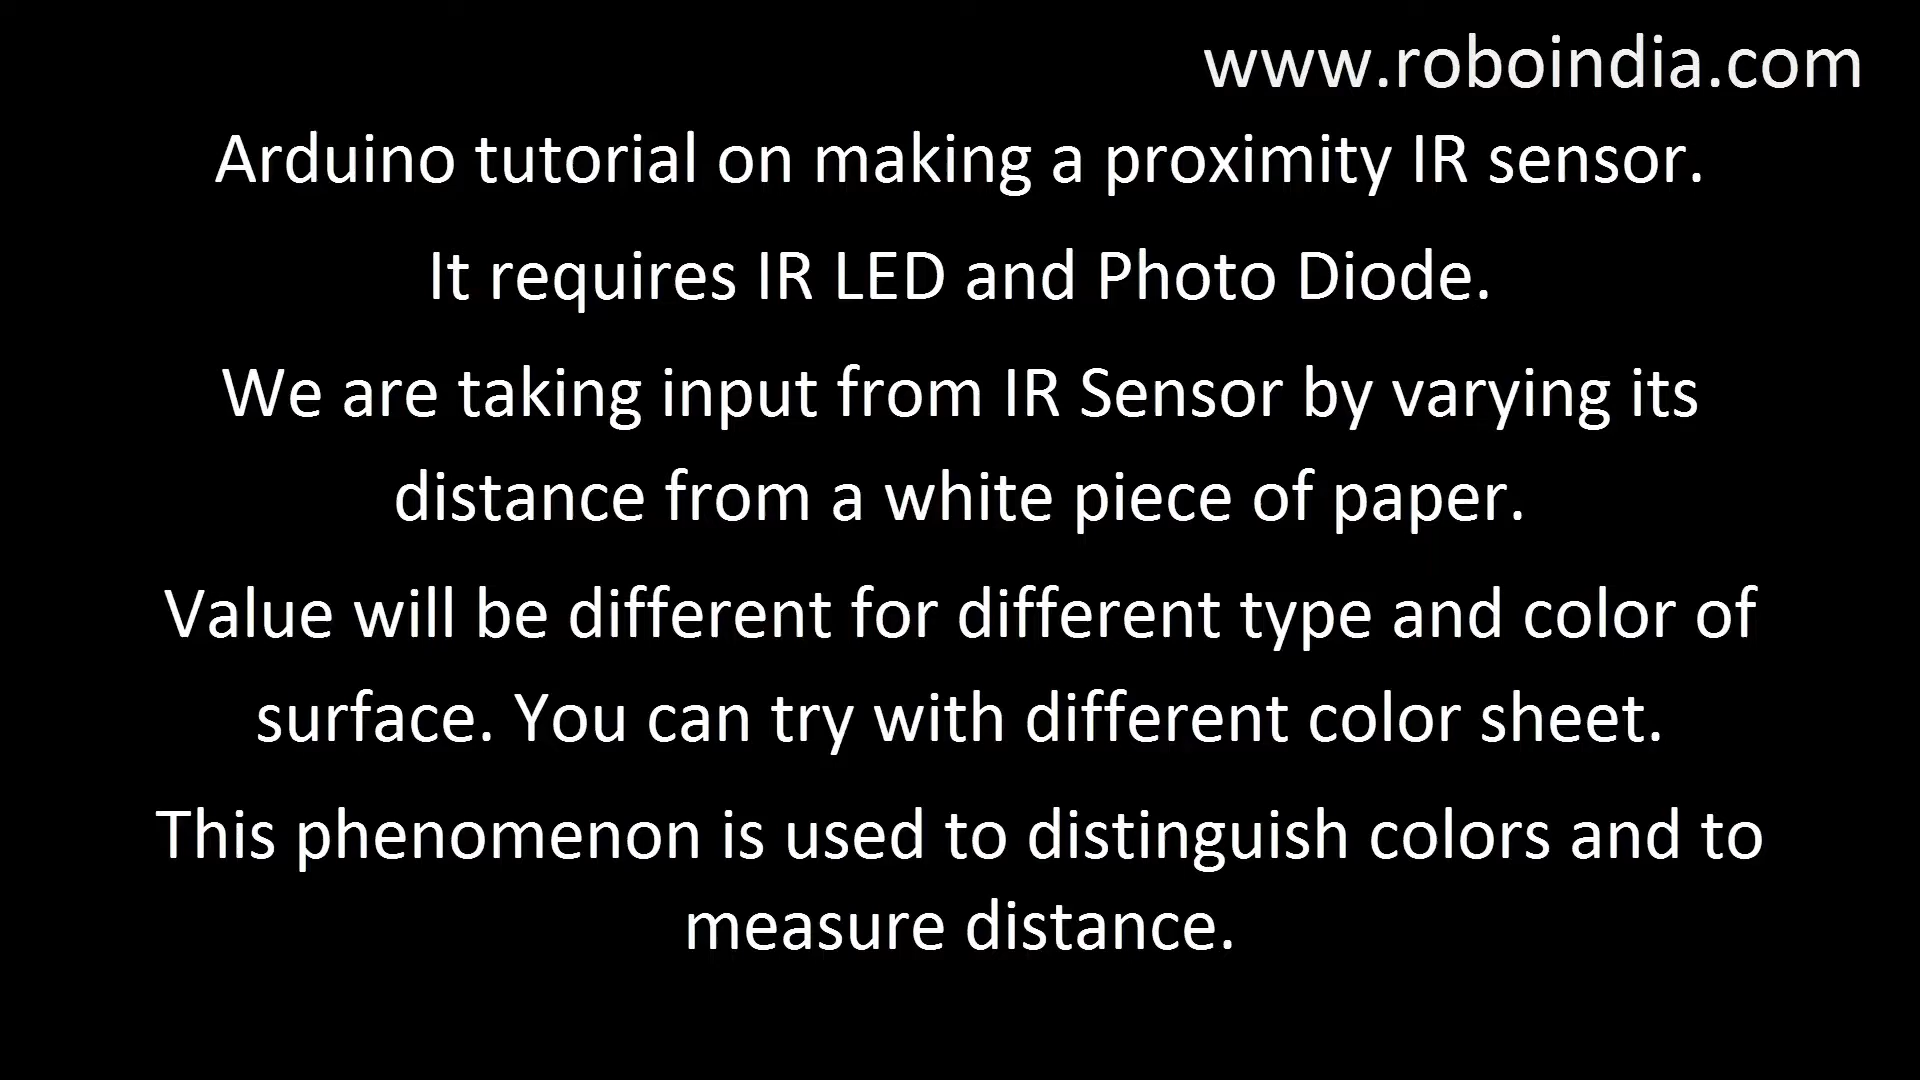 www.roboindia.com
Arduino tutorial on making a proximity IR sensor.
It requires IR LED and Photo Diode.
We are taking input from IR Sensor by varying its
distance from a white piece of paper.
Value will be different for different type and color of
surface. You can try with different color sheet.
This phenomenon is used to distinguish colors and to
measure distance.